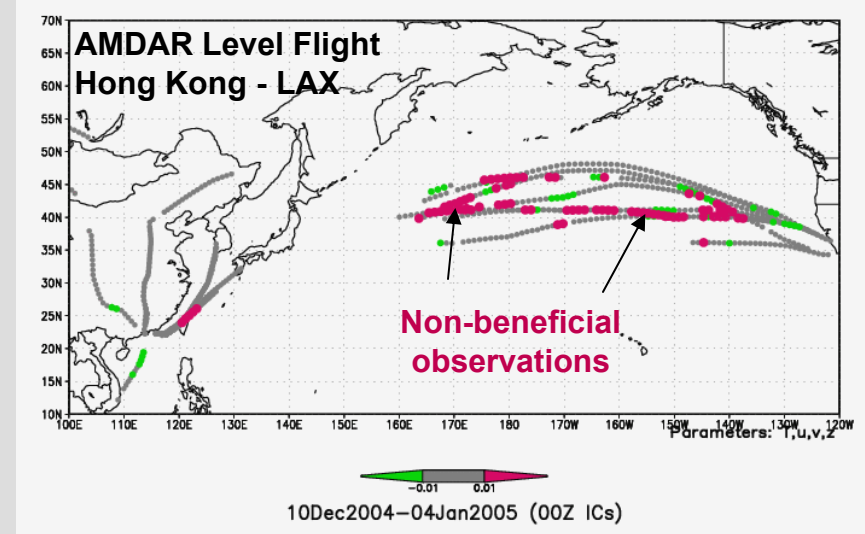 AMDAR Level Flight
Hong Kong - LAX
70N
65N
60N
55N
50N
45N
40N
35N
30N
25N
20N
15N
10N
Non-beneficial
observations
100E 110E 120E 130E 140E 150E 160E 170E 180 170W 160W 150W 140W 130W 120W
Parameters: T,u,v,z
-0.01 0.01
10Dec2004-04Jan2005 (00Z ICs)